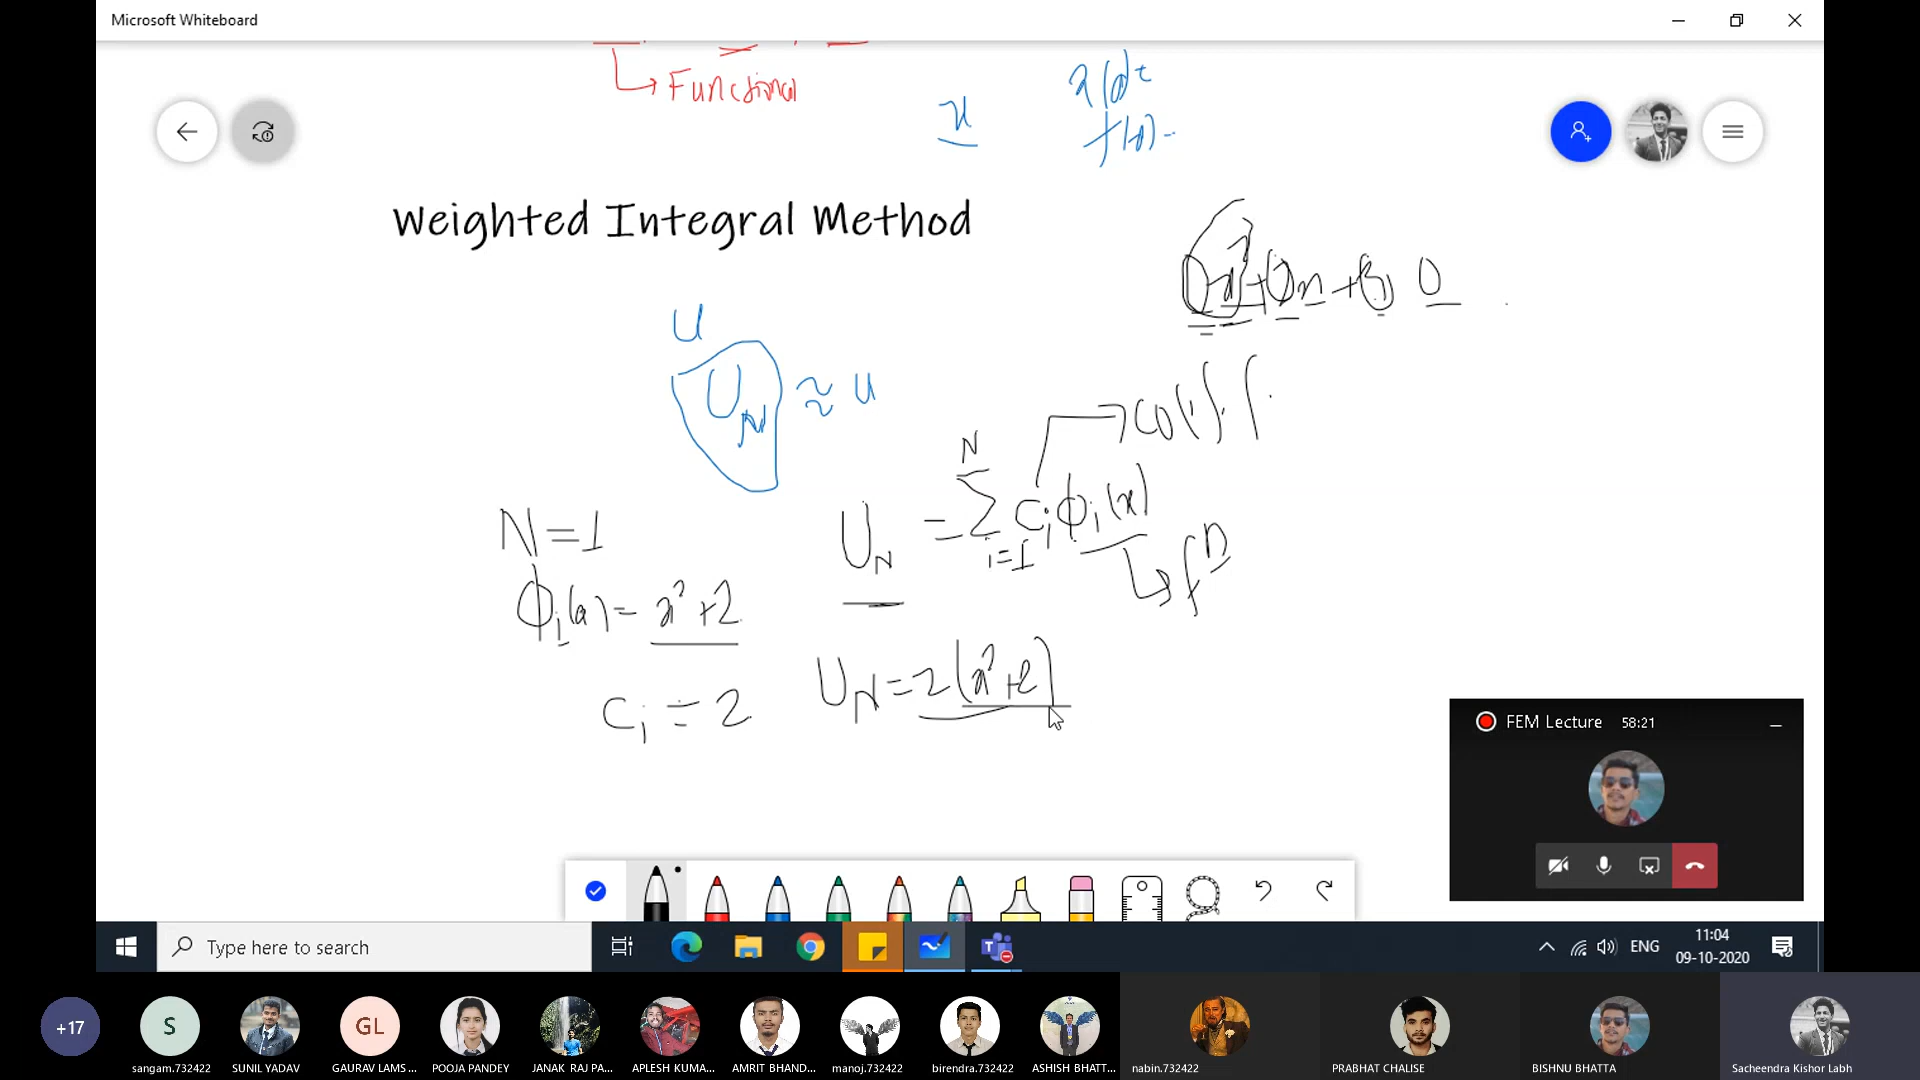 Microsoft Whiteboard
Functional
x
Weighted Integral Method
U
U_N ≈ u
N
U_N = Σ c_i ϕ_i(x)
i=1
N=1
ϕ_i(x) = x²+2
f^n
U_N = 2(x²+2)
c_i = 2
FEM Lecture 58:21
Type here to search
ENG
11:04
09-10-2020
+17
S
GL
sangam.732422
SUNIL YADAV
GAURAV LAMS ...
POOJA PANDEY
JANAK RAJ PA...
APLESH KUMA...
AMRIT BHAND...
manoj.732422
birendra.732422
ASHISH BHATT...
nabin.732422
PRABHAT CHALISE
BISHNU BHATTA
Sacheendra Kishor Labh